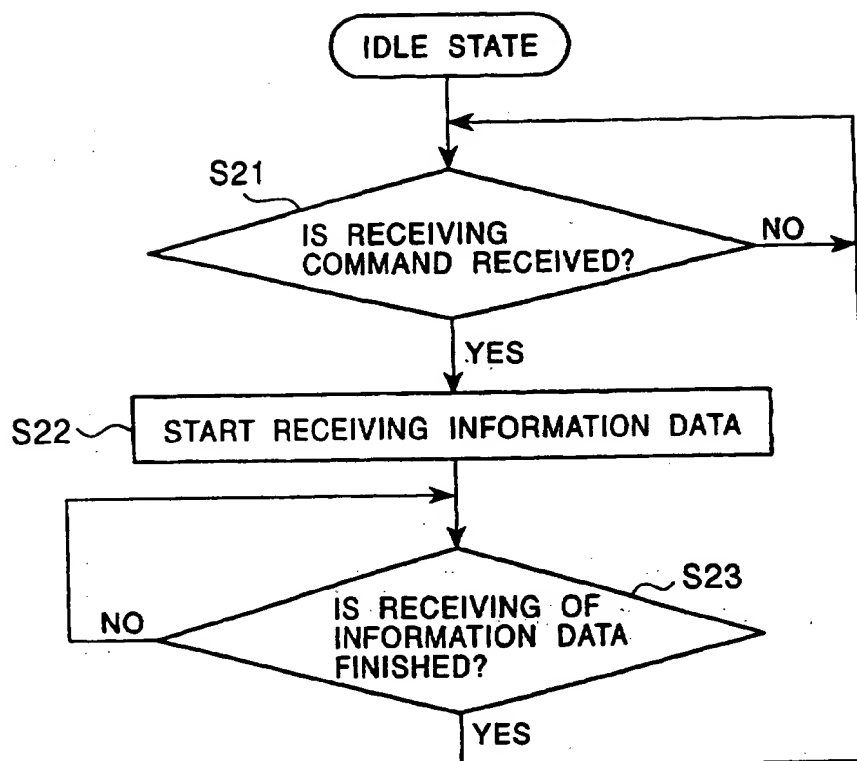 IDLE STATE
S21
IS RECEIVING
COMMAND RECEIVED?
NO
YES
S22
START RECEIVING INFORMATION DATA
S23
IS RECEIVING OF
INFORMATION DATA
FINISHED?
NO
YES